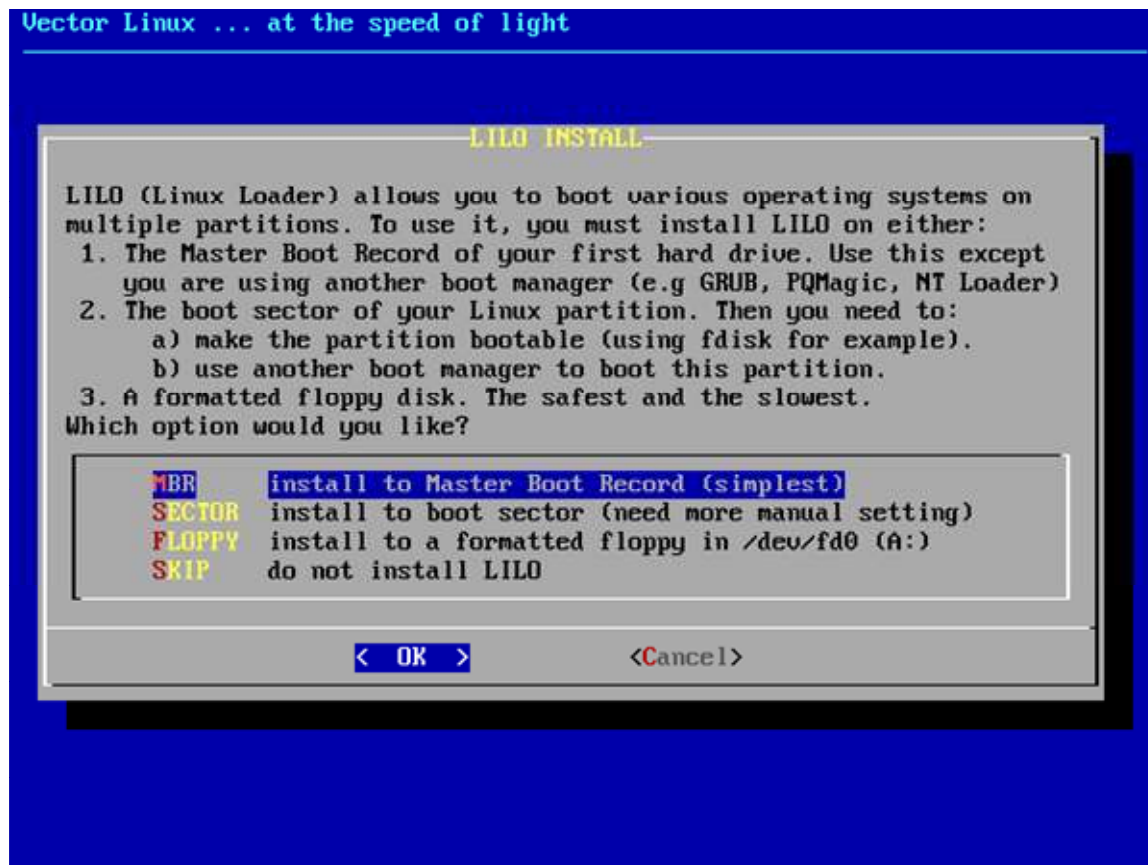 Vector Linux ... at the speed of light
LILO INSTALL
LILO (Linux Loader) allows you to boot various operating systems on
multiple partitions. To use it, you must install LILO on either:
1. The Master Boot Record of your first hard drive. Use this except
you are using another boot manager (e.g GRUB, PQMagic, NT Loader)
2. The boot sector of your Linux partition. Then you need to:
a) make the partition bootable (using fdisk for example).
b) use another boot manager to boot this partition.
3. A formatted floppy disk. The safest and the slowest.
Which option would you like?
MBR install to Master Boot Record (simplest)
SECTOR install to boot sector (need more manual setting)
FLOPPY install to a formatted floppy in /dev/fd0 (A:)
SKIP do not install LILO
< OK > <Cancel>